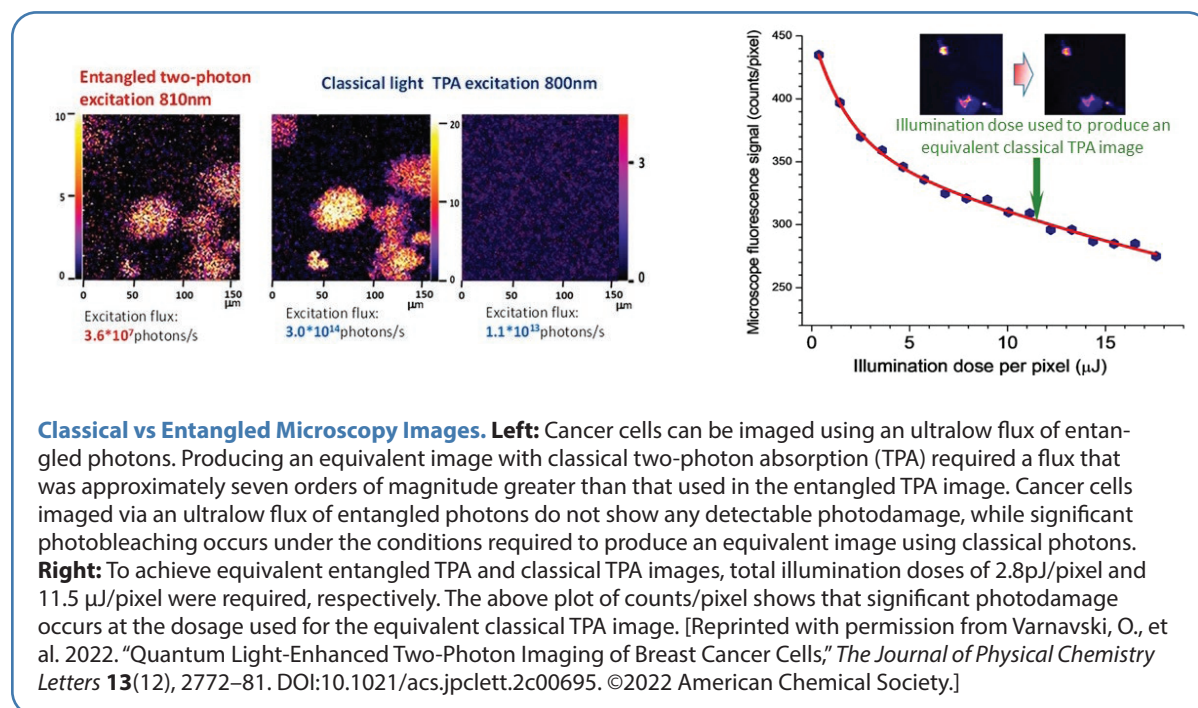 Entangled two-photon
excitation 810nm
Classical light TPA excitation 800nm
10
5
0
20
10
0
3
0
0 50 100 150
μm
0 50 100 150
μm
0 50 100 150
μm
Excitation flux:
3.6*10⁷photons/s
Excitation flux:
3.0*10¹⁴photons/s
Excitation flux:
1.1*10¹³photons/s
Microscope fluorescence signal (counts/pixel)
450
400
350
300
250
Illumination dose used to produce an
equivalent classical TPA image
0 5 10 15
Illumination dose per pixel (μJ)
Classical vs Entangled Microscopy Images. Left: Cancer cells can be imaged using an ultralow flux of entan-
gled photons. Producing an equivalent image with classical two-photon absorption (TPA) required a flux that
was approximately seven orders of magnitude greater than that used in the entangled TPA image. Cancer cells
imaged via an ultralow flux of entangled photons do not show any detectable photodamage, while significant
photobleaching occurs under the conditions required to produce an equivalent image using classical photons.
Right: To achieve equivalent entangled TPA and classical TPA images, total illumination doses of 2.8pJ/pixel and
11.5 μJ/pixel were required, respectively. The above plot of counts/pixel shows that significant photodamage
occurs at the dosage used for the equivalent classical TPA image. [Reprinted with permission from Varnavski, O., et
al. 2022. “Quantum Light-Enhanced Two-Photon Imaging of Breast Cancer Cells,” The Journal of Physical Chemistry
Letters 13(12), 2772–81. DOI:10.1021/acs.jpclett.2c00695. ©2022 American Chemical Society.]